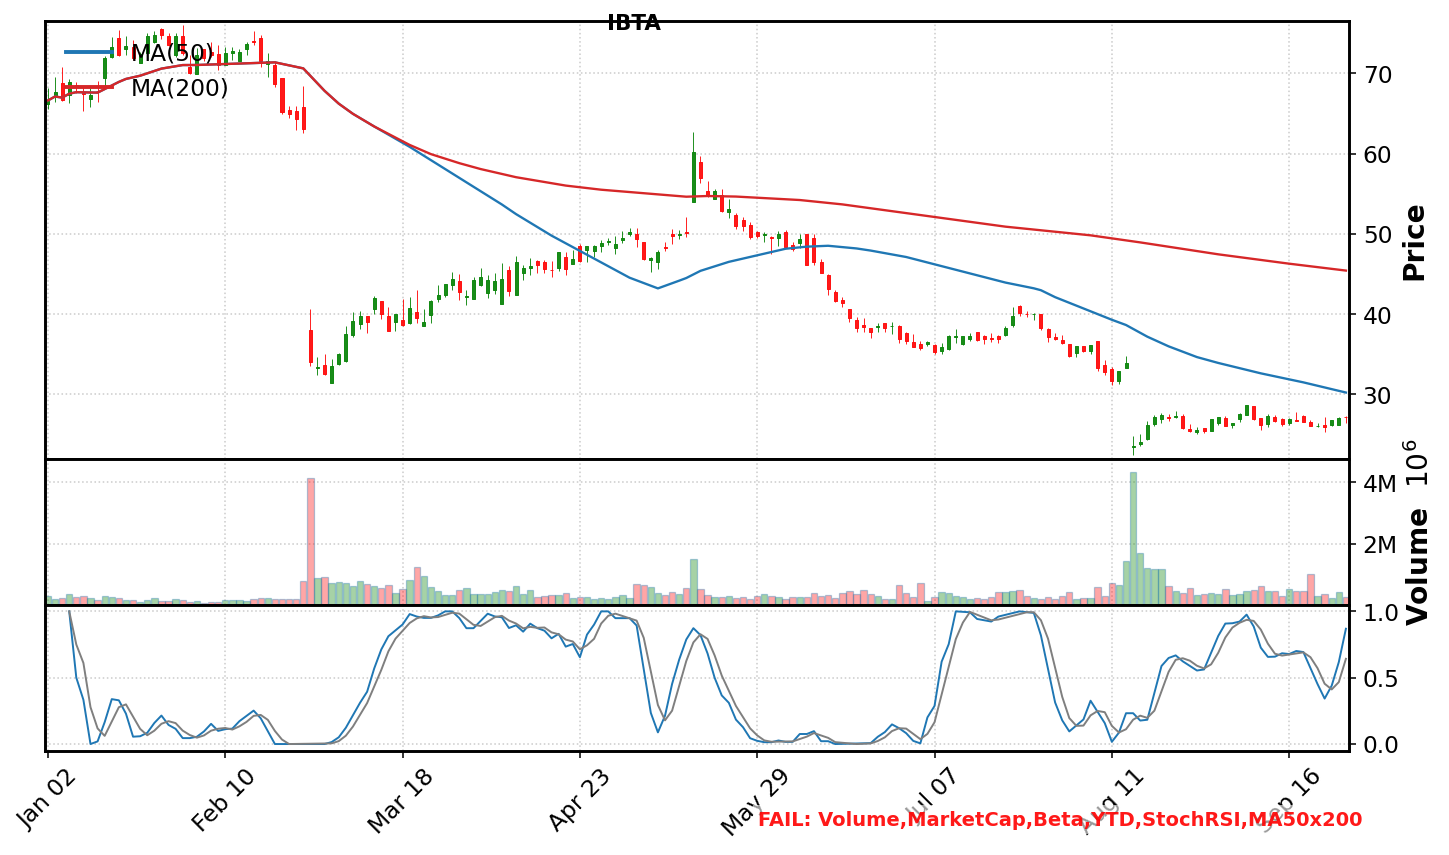 IBTA
MA(50)
MA(200)
70
60
50
40
30
Price
4M
2M
Volume 10^6
1.0
0.5
0.0
Jan 02
Feb 10
Mar 18
Apr 23
May 29
Jul 07
Aug 11
Sep 16
FAIL: Volume,MarketCap,Beta,YTD,StochRSI,MA50x200